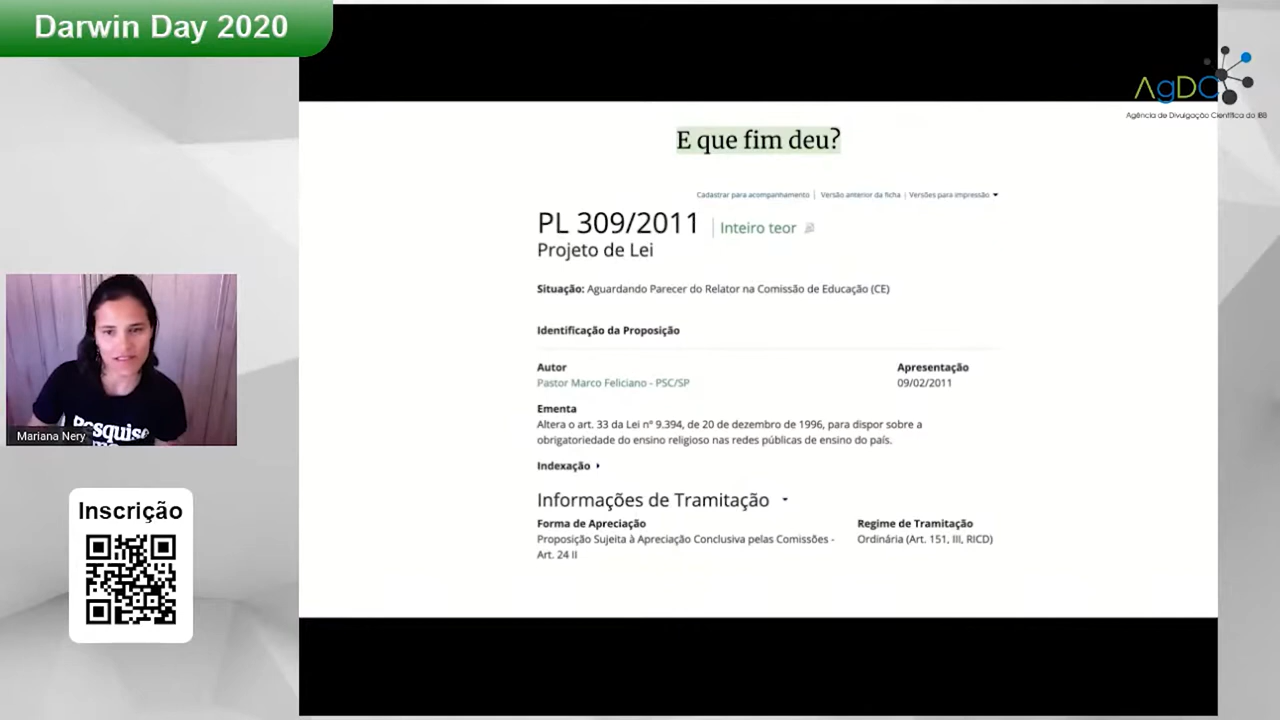 Darwin Day 2020
AgDC
Agência de Divulgação Científica do IBB
E que fim deu?
Cadastrar para acompanhamento | Versão anterior da ficha | Versões para impressão
PL 309/2011 | Inteiro teor
Projeto de Lei
Situação: Aguardando Parecer do Relator na Comissão de Educação (CE)
Identificação da Proposição
Autor
Pastor Marco Feliciano - PSC/SP
Apresentação
09/02/2011
Ementa
Altera o art. 33 da Lei nº 9.394, de 20 de dezembro de 1996, para dispor sobre a
obrigatoriedade do ensino religioso nas redes públicas de ensino do país.
Indexação
Informações de Tramitação
Forma de Apreciação
Proposição Sujeita à Apreciação Conclusiva pelas Comissões -
Art. 24 II
Regime de Tramitação
Ordinária (Art. 151, III, RICD)
Pesquise
Mariana Nery
Inscrição